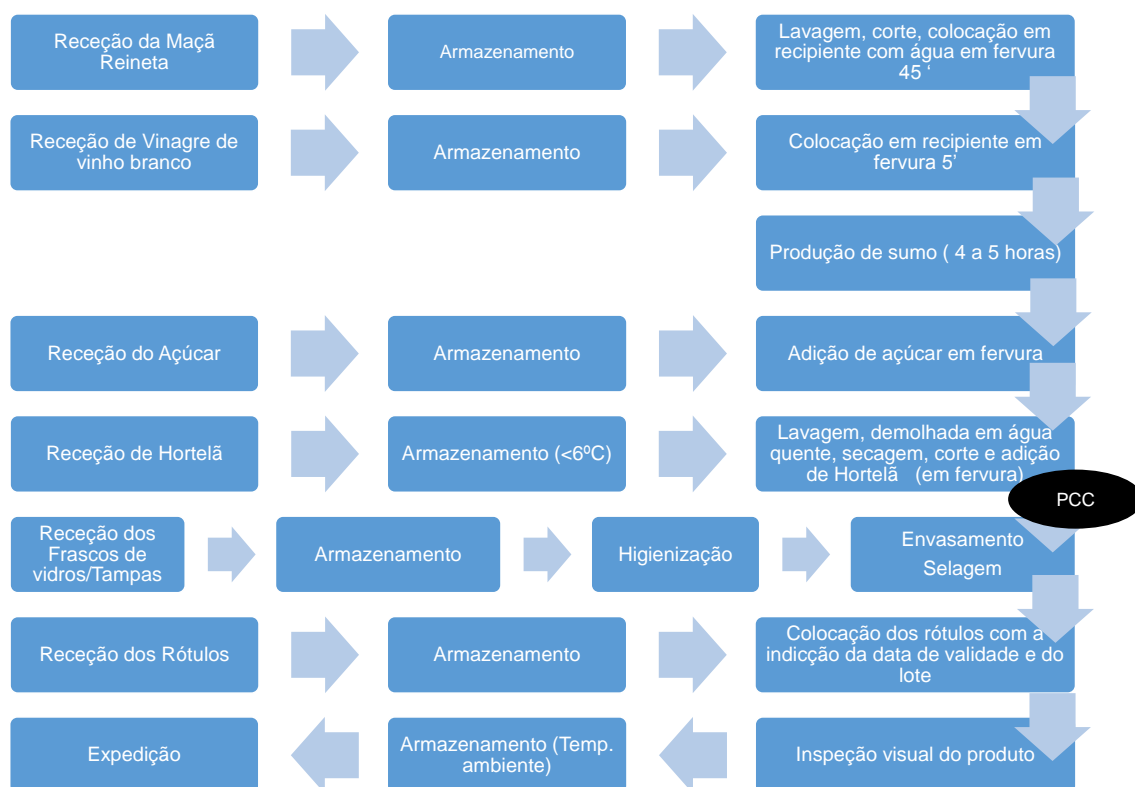 Receção da Maçã
Reineta
Armazenamento
Lavagem, corte, colocação em
recipiente com água em fervura
45 ‘
Receção de Vinagre de
vinho branco
Armazenamento
Colocação em recipiente em
fervura 5’
Produção de sumo ( 4 a 5 horas)
Receção do Açúcar
Armazenamento
Adição de açúcar em fervura
Receção de Hortelã
Armazenamento (<6ºC)
Lavagem, demolhada em água
quente, secagem, corte e adição
de Hortelã (em fervura)
PCC
Receção dos
Frascos de
vidros/Tampas
Armazenamento
Higienização
Envasamento
Selagem
Receção dos Rótulos
Armazenamento
Colocação dos rótulos com a
indicção da data de validade e do
lote
Expedição
Armazenamento (Temp.
ambiente)
Inspeção visual do produto